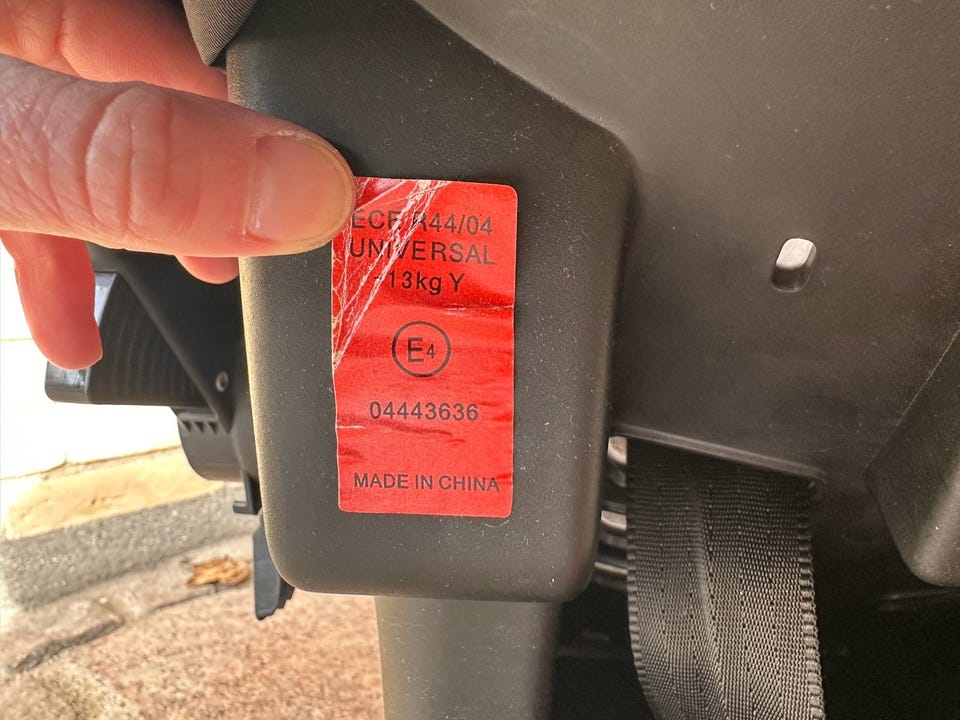 ECE R44/04
UNIVERSAL
-13kg Y
E4
04443636
MADE IN CHINA